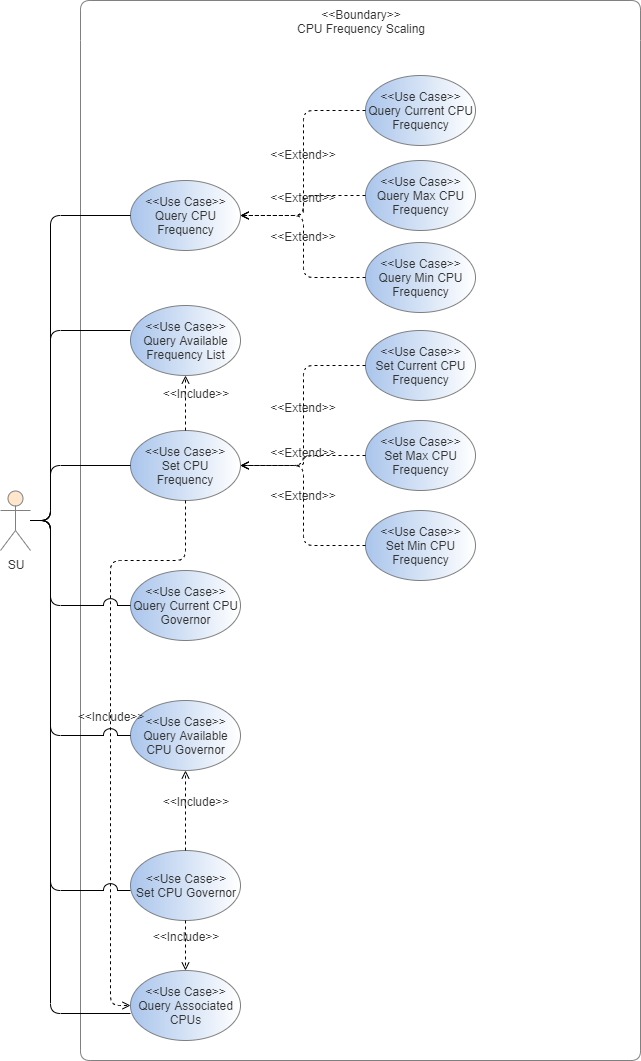 <<Boundary>>
CPU Frequency Scaling
<<Use Case>>
Query Current CPU
Frequency
<<Extend>>
<<Use Case>>
Query Max CPU
Frequency
<<Extend>>
<<Use Case>>
Query CPU
Frequency
<<Extend>>
<<Use Case>>
Query Min CPU
Frequency
<<Use Case>>
Query Available
Frequency List
<<Include>>
<<Use Case>>
Set Current CPU
Frequency
<<Extend>>
<<Use Case>>
Set CPU
Frequency
<<Extend>>
<<Use Case>>
Set Max CPU
Frequency
<<Extend>>
<<Use Case>>
Set Min CPU
Frequency
SU
<<Use Case>>
Query Current CPU
Governor
<<Include>>
<<Use Case>>
Query Available
CPU Governor
<<Include>>
<<Use Case>>
Set CPU Governor
<<Include>>
<<Use Case>>
Query Associated
CPUs